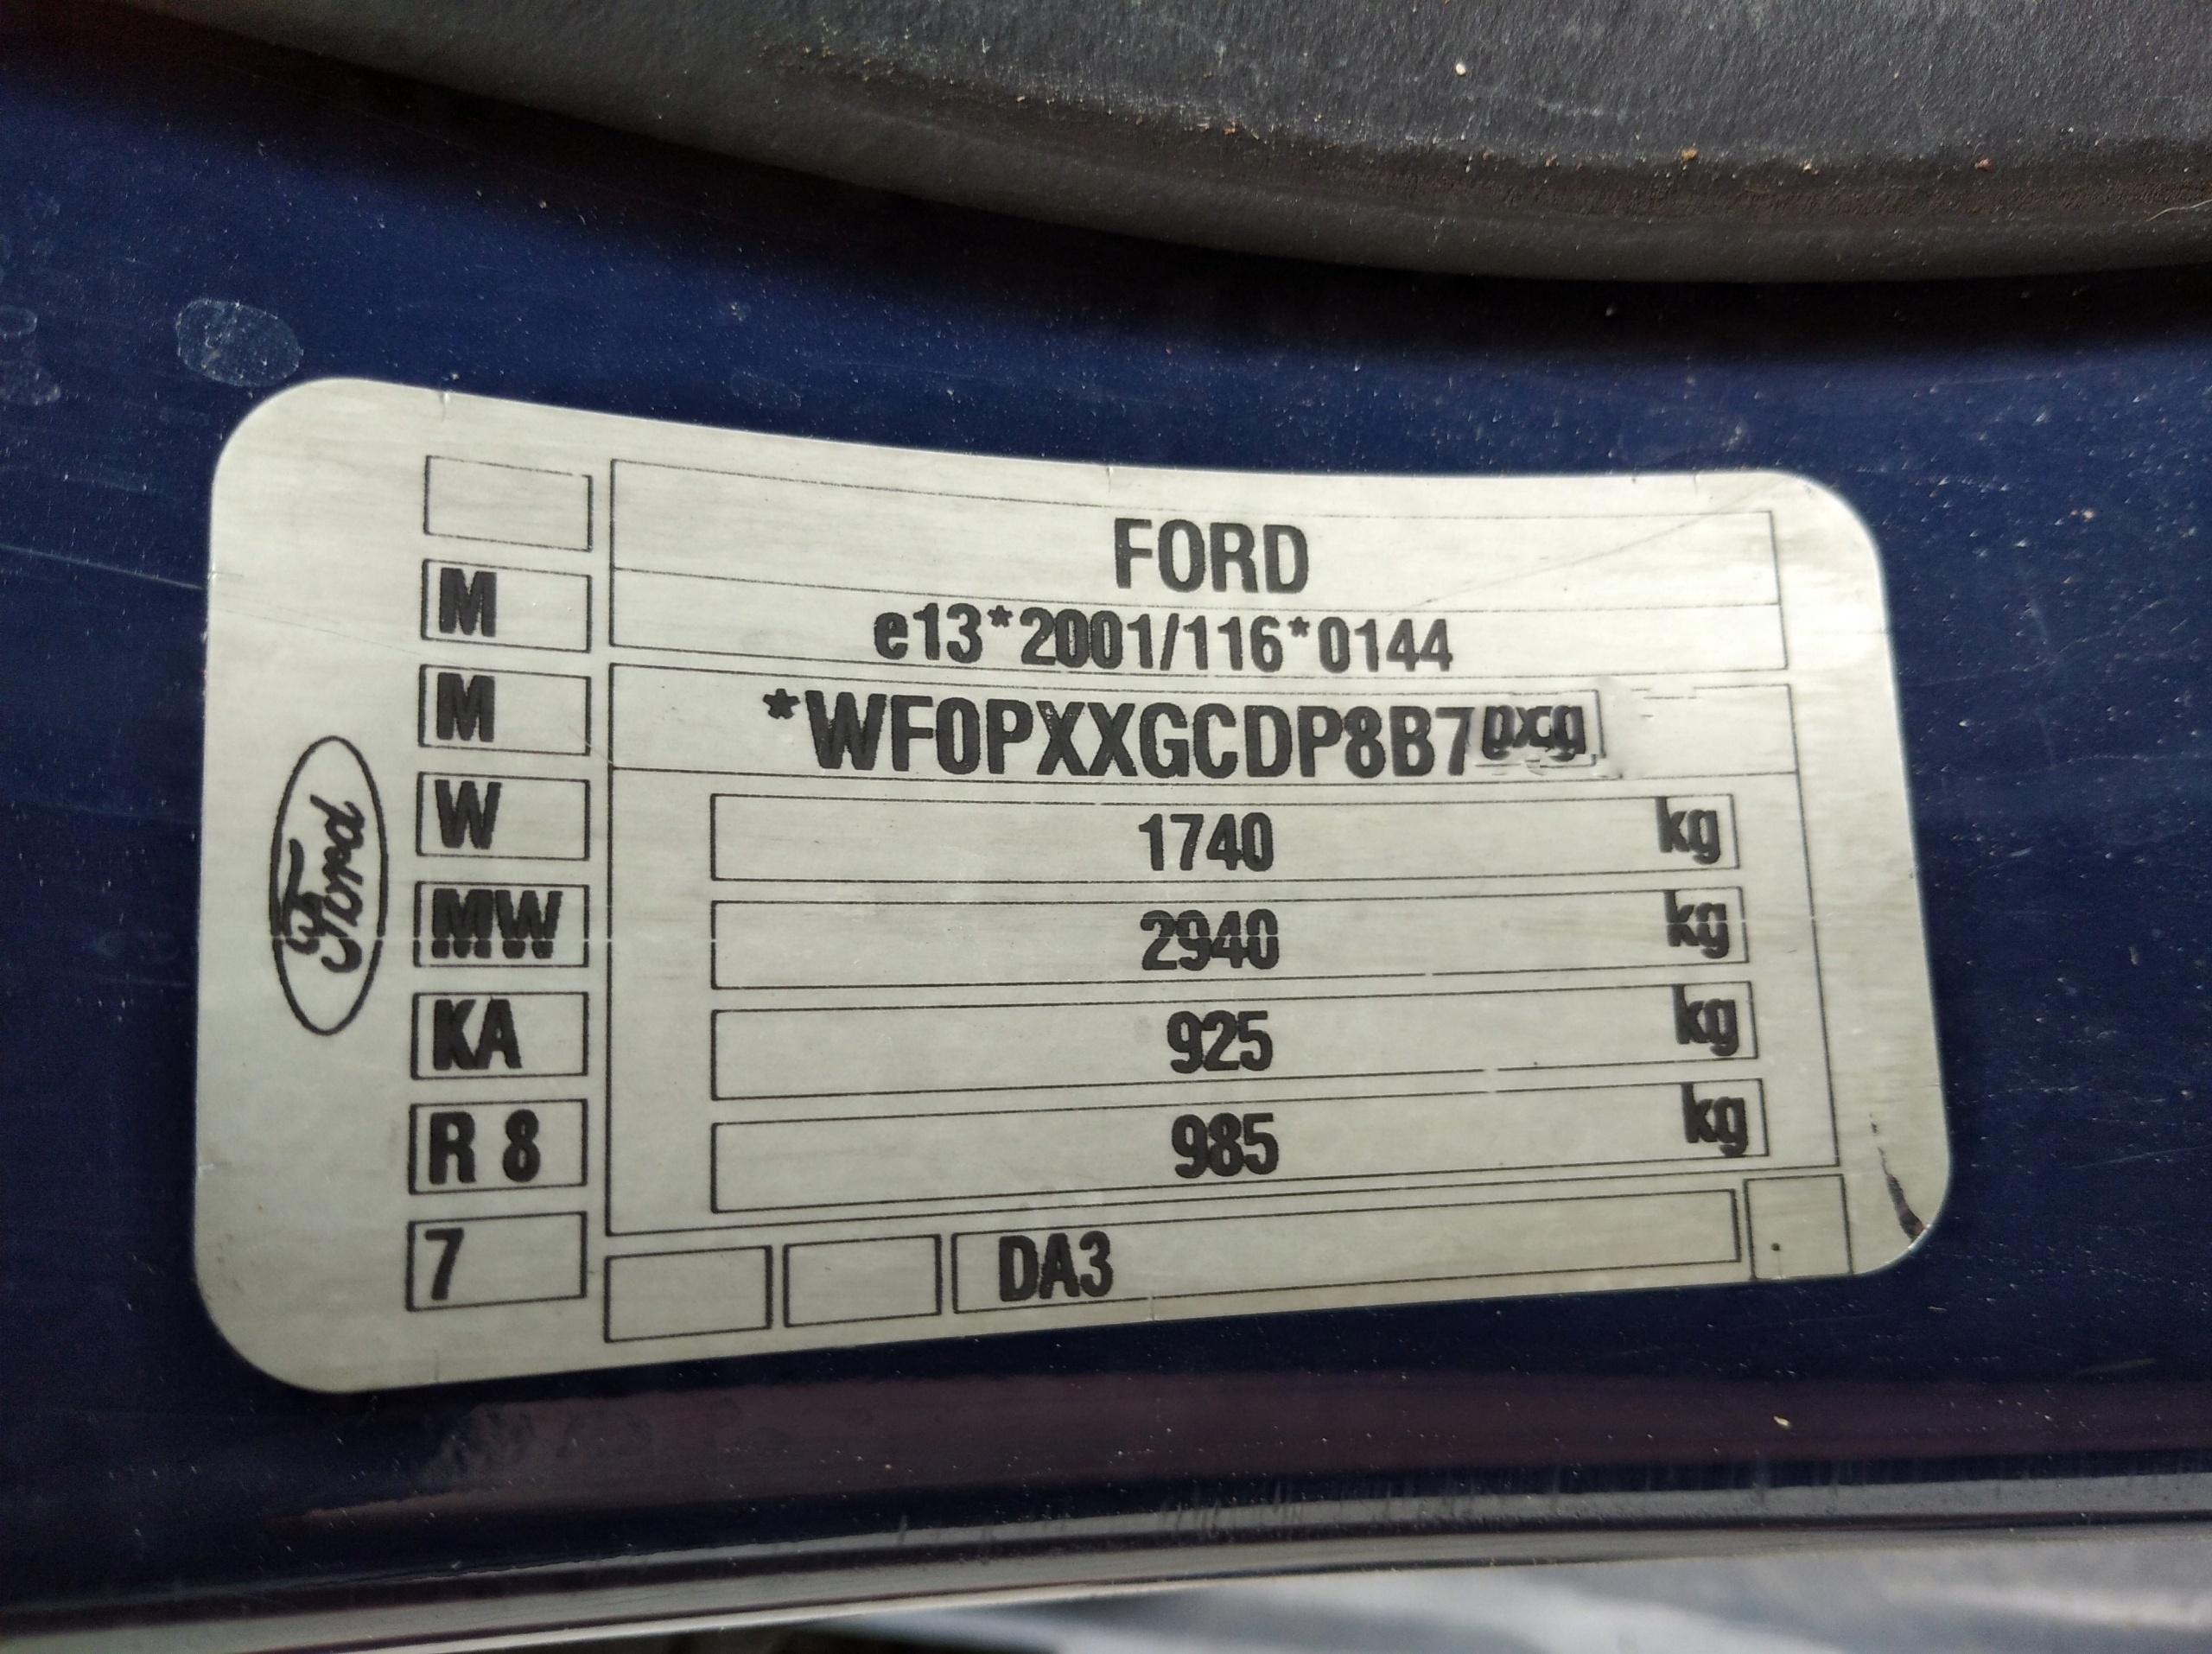 FORD
M e13*2001/116*0144
M *WF0PXXGCDP8B7
W 1740 kg
MW 2940 kg
KA 925 kg
R 8 985 kg
7 DA3
Ford